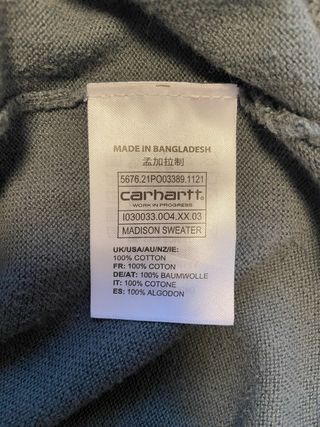 MADE IN BANGLADESH
孟加拉制
5676.21PO03389.1121
carhartt
WORK IN PROGRESS
I030033.0O4.XX.03
MADISON SWEATER
UK/USA/AU/NZ/IE:
100% COTTON
FR: 100% COTON
DE/AT: 100% BAUMWOLLE
IT: 100% COTONE
ES: 100% ALGODON